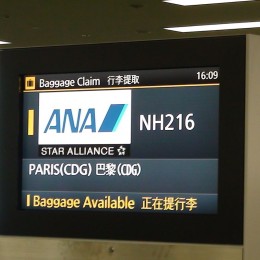 Baggage Claim 行李提取 16:09
ANA NH216
STAR ALLIANCE
PARIS(CDG) 巴黎(CDG)
Baggage Available 正在提行李